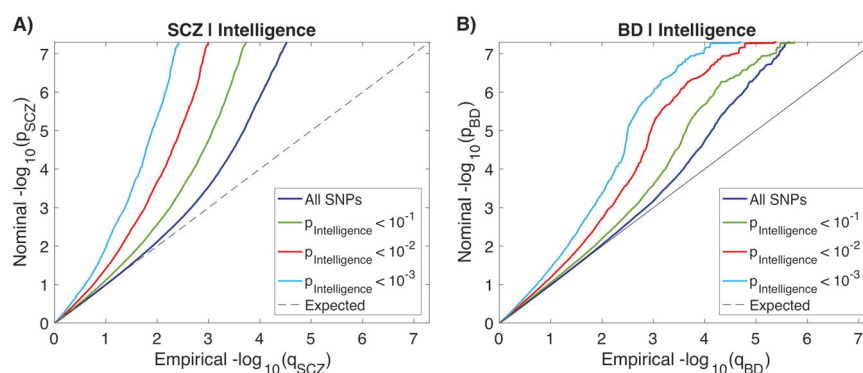 A) SCZ | Intelligence
Nominal -log10(pSCZ)
7
6
5
4
3
2
1
0
All SNPs
pIntelligence < 10-1
pIntelligence < 10-2
pIntelligence < 10-3
Expected
0 1 2 3 4 5 6 7
Empirical -log10(qSCZ)
B) BD | Intelligence
Nominal -log10(pBD)
7
6
5
4
3
2
1
0
All SNPs
pIntelligence < 10-1
pIntelligence < 10-2
pIntelligence < 10-3
Expected
0 1 2 3 4 5 6 7
Empirical -log10(qBD)